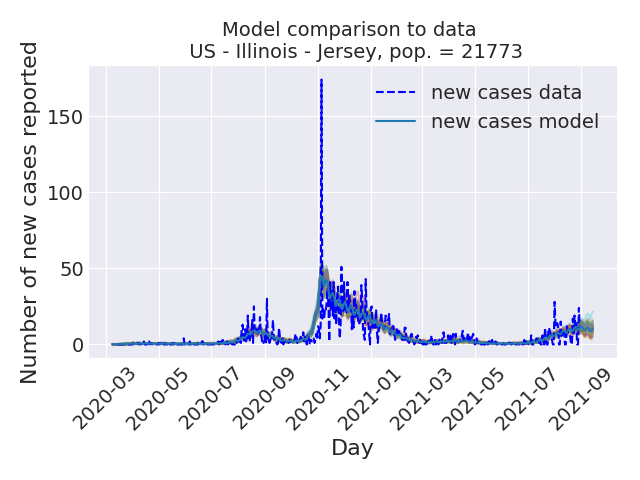 Model comparison to data
US - Illinois - Jersey, pop. = 21773
Number of new cases reported
150
100
50
0
new cases data
new cases model
2020-03
2020-05
2020-07
2020-09
2020-11
2021-01
2021-03
2021-05
2021-07
2021-09
Day